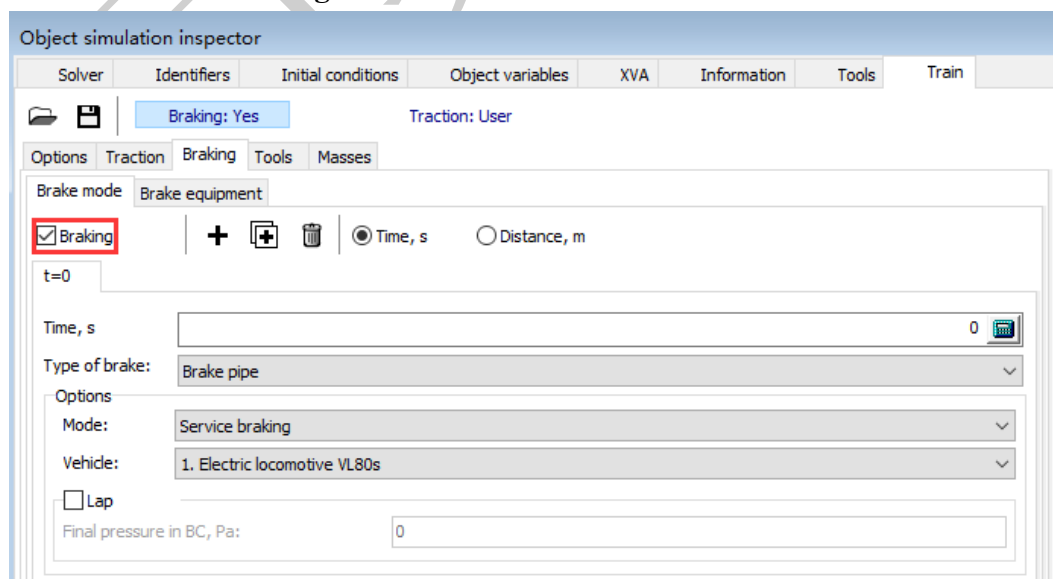 Object simulation inspector
Solver Identifiers Initial conditions Object variables XVA Information Tools Train
Braking: Yes Traction: User
Options Traction Braking Tools Masses
Brake mode Brake equipment
Braking Time, s Distance, m
t=0
Time, s 0
Type of brake: Brake pipe
Options
Mode: Service braking
Vehicle: 1. Electric locomotive VL80s
Lap
Final pressure in BC, Pa: 0